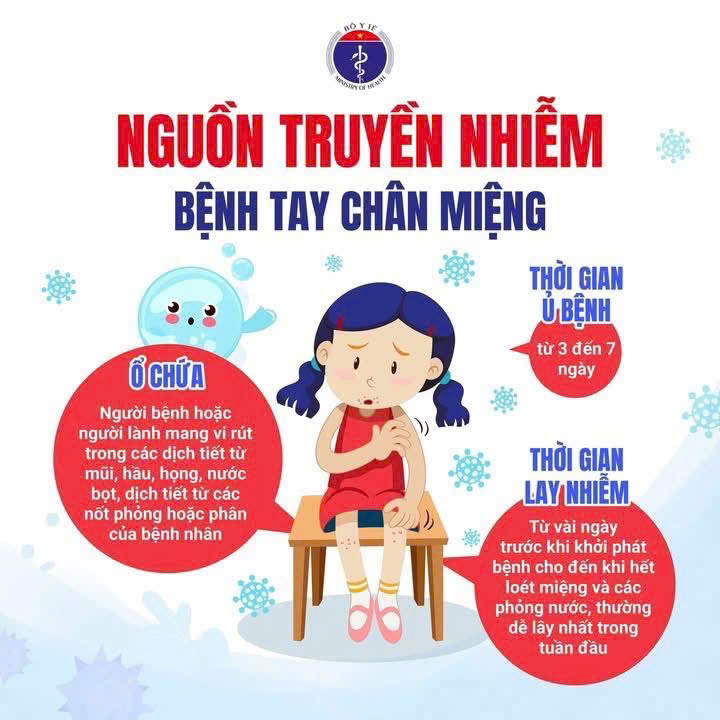 BỘ Y TẾ
MINISTRY OF HEALTH
NGUỒN TRUYỀN NHIỄM
BỆNH TAY CHÂN MIỆNG
THỜI GIAN
Ủ BỆNH
từ 3 đến 7
ngày
Ổ CHỨA
Người bệnh hoặc
người lành mang vi rút
trong các dịch tiết từ
mũi, hầu, họng, nước
bọt, dịch tiết từ các
nốt phỏng hoặc phân
của bệnh nhân
THỜI GIAN
LAY NHIỄM
Từ vài ngày
trước khi khởi phát
bệnh cho đến khi hết
loét miệng và các
phỏng nước, thường
dễ lây nhất trong
tuần đầu